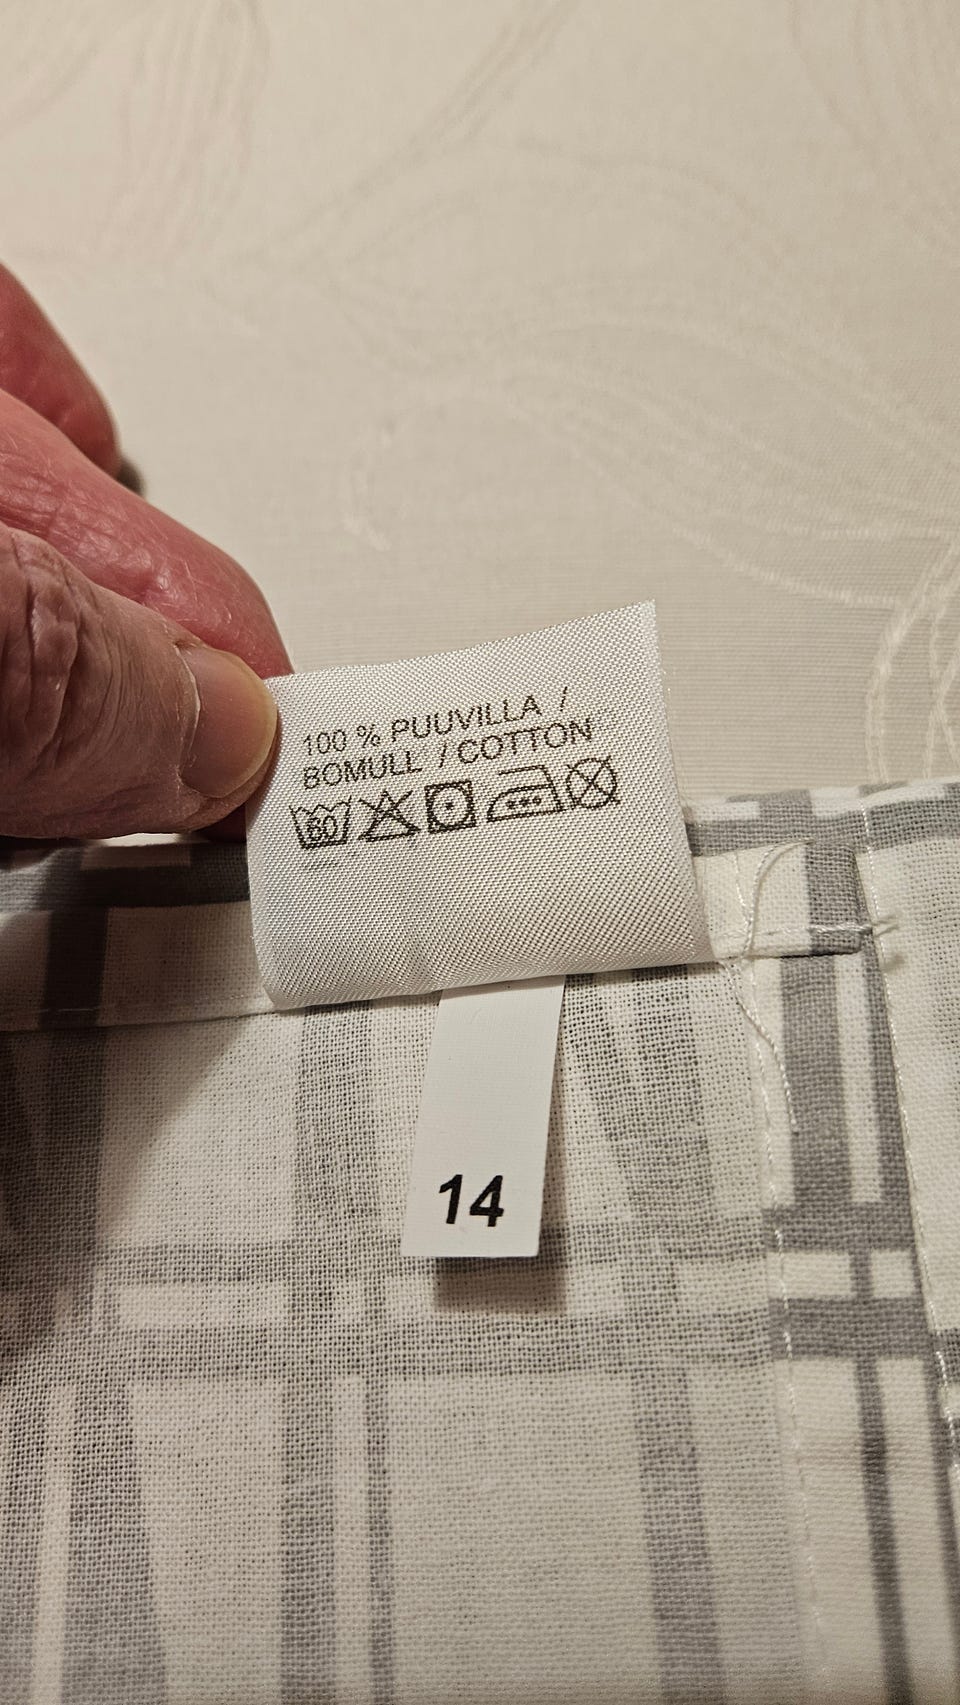 100 % PUUVILLA /
BOMULL / COTTON
60
14